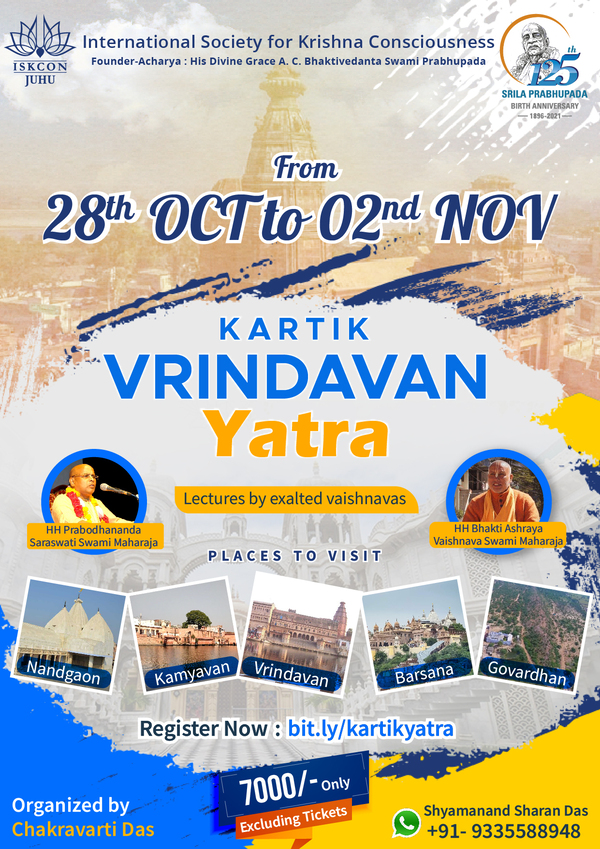 ISKCON
JUHU
International Society for Krishna Consciousness
Founder-Acharya : His Divine Grace A. C. Bhaktivedanta Swami Prabhupada
125th
SRILA PRABHUPADA
BIRTH ANNIVERSARY
1896-2021
From
28th OCT to 02nd NOV
KARTIK
VRINDAVAN
Yatra
Lectures by exalted vaishnavas
HH Prabodhananda
Saraswati Swami Maharaja
HH Bhakti Ashraya
Vaishnava Swami Maharaja
PLACES TO VISIT
Nandgaon
Kamyavan
Vrindavan
Barsana
Govardhan
Register Now : bit.ly/kartikyatra
7000/- Only
Excluding Tickets
Organized by
Chakravarti Das
Shyamanand Sharan Das
+91- 9335588948